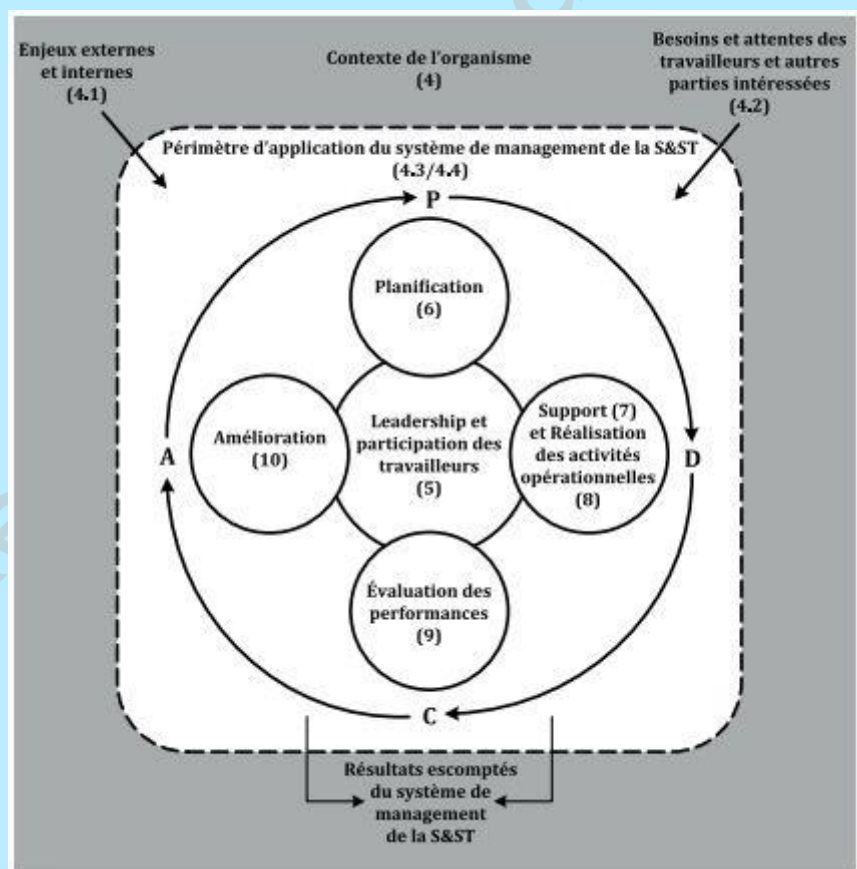 Enjeux externes
et internes
(4.1)
Contexte de l'organisme
(4)
Besoins et attentes des
travailleurs et autres
parties intéressées
(4.2)
Périmètre d'application du système de management de la S&ST
(4.3/4.4)
P
Planification
(6)
A
Amélioration
(10)
Leadership et
participation des
travailleurs
(5)
Support (7)
et Réalisation
des activités
opérationnelles
(8)
D
Évaluation des
performances
(9)
C
Résultats escomptés
du système de
management
de la S&ST